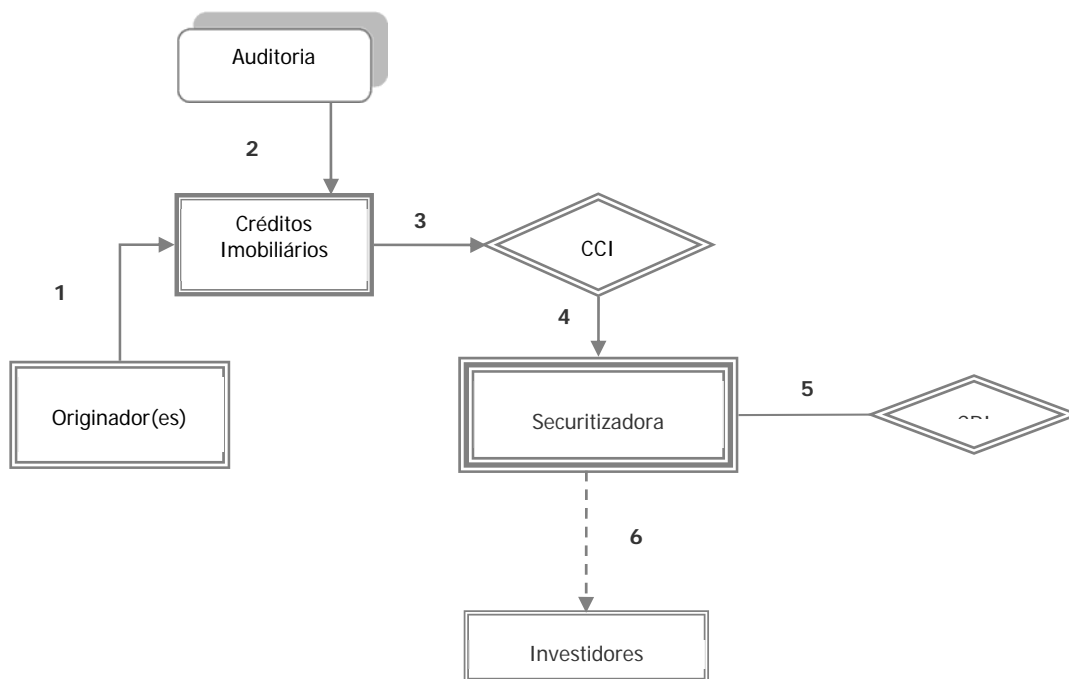 Auditoria
2
Créditos
Imobiliários
3
CCI
1
4
Originador(es)
Securitizadora
5
6
Investidores